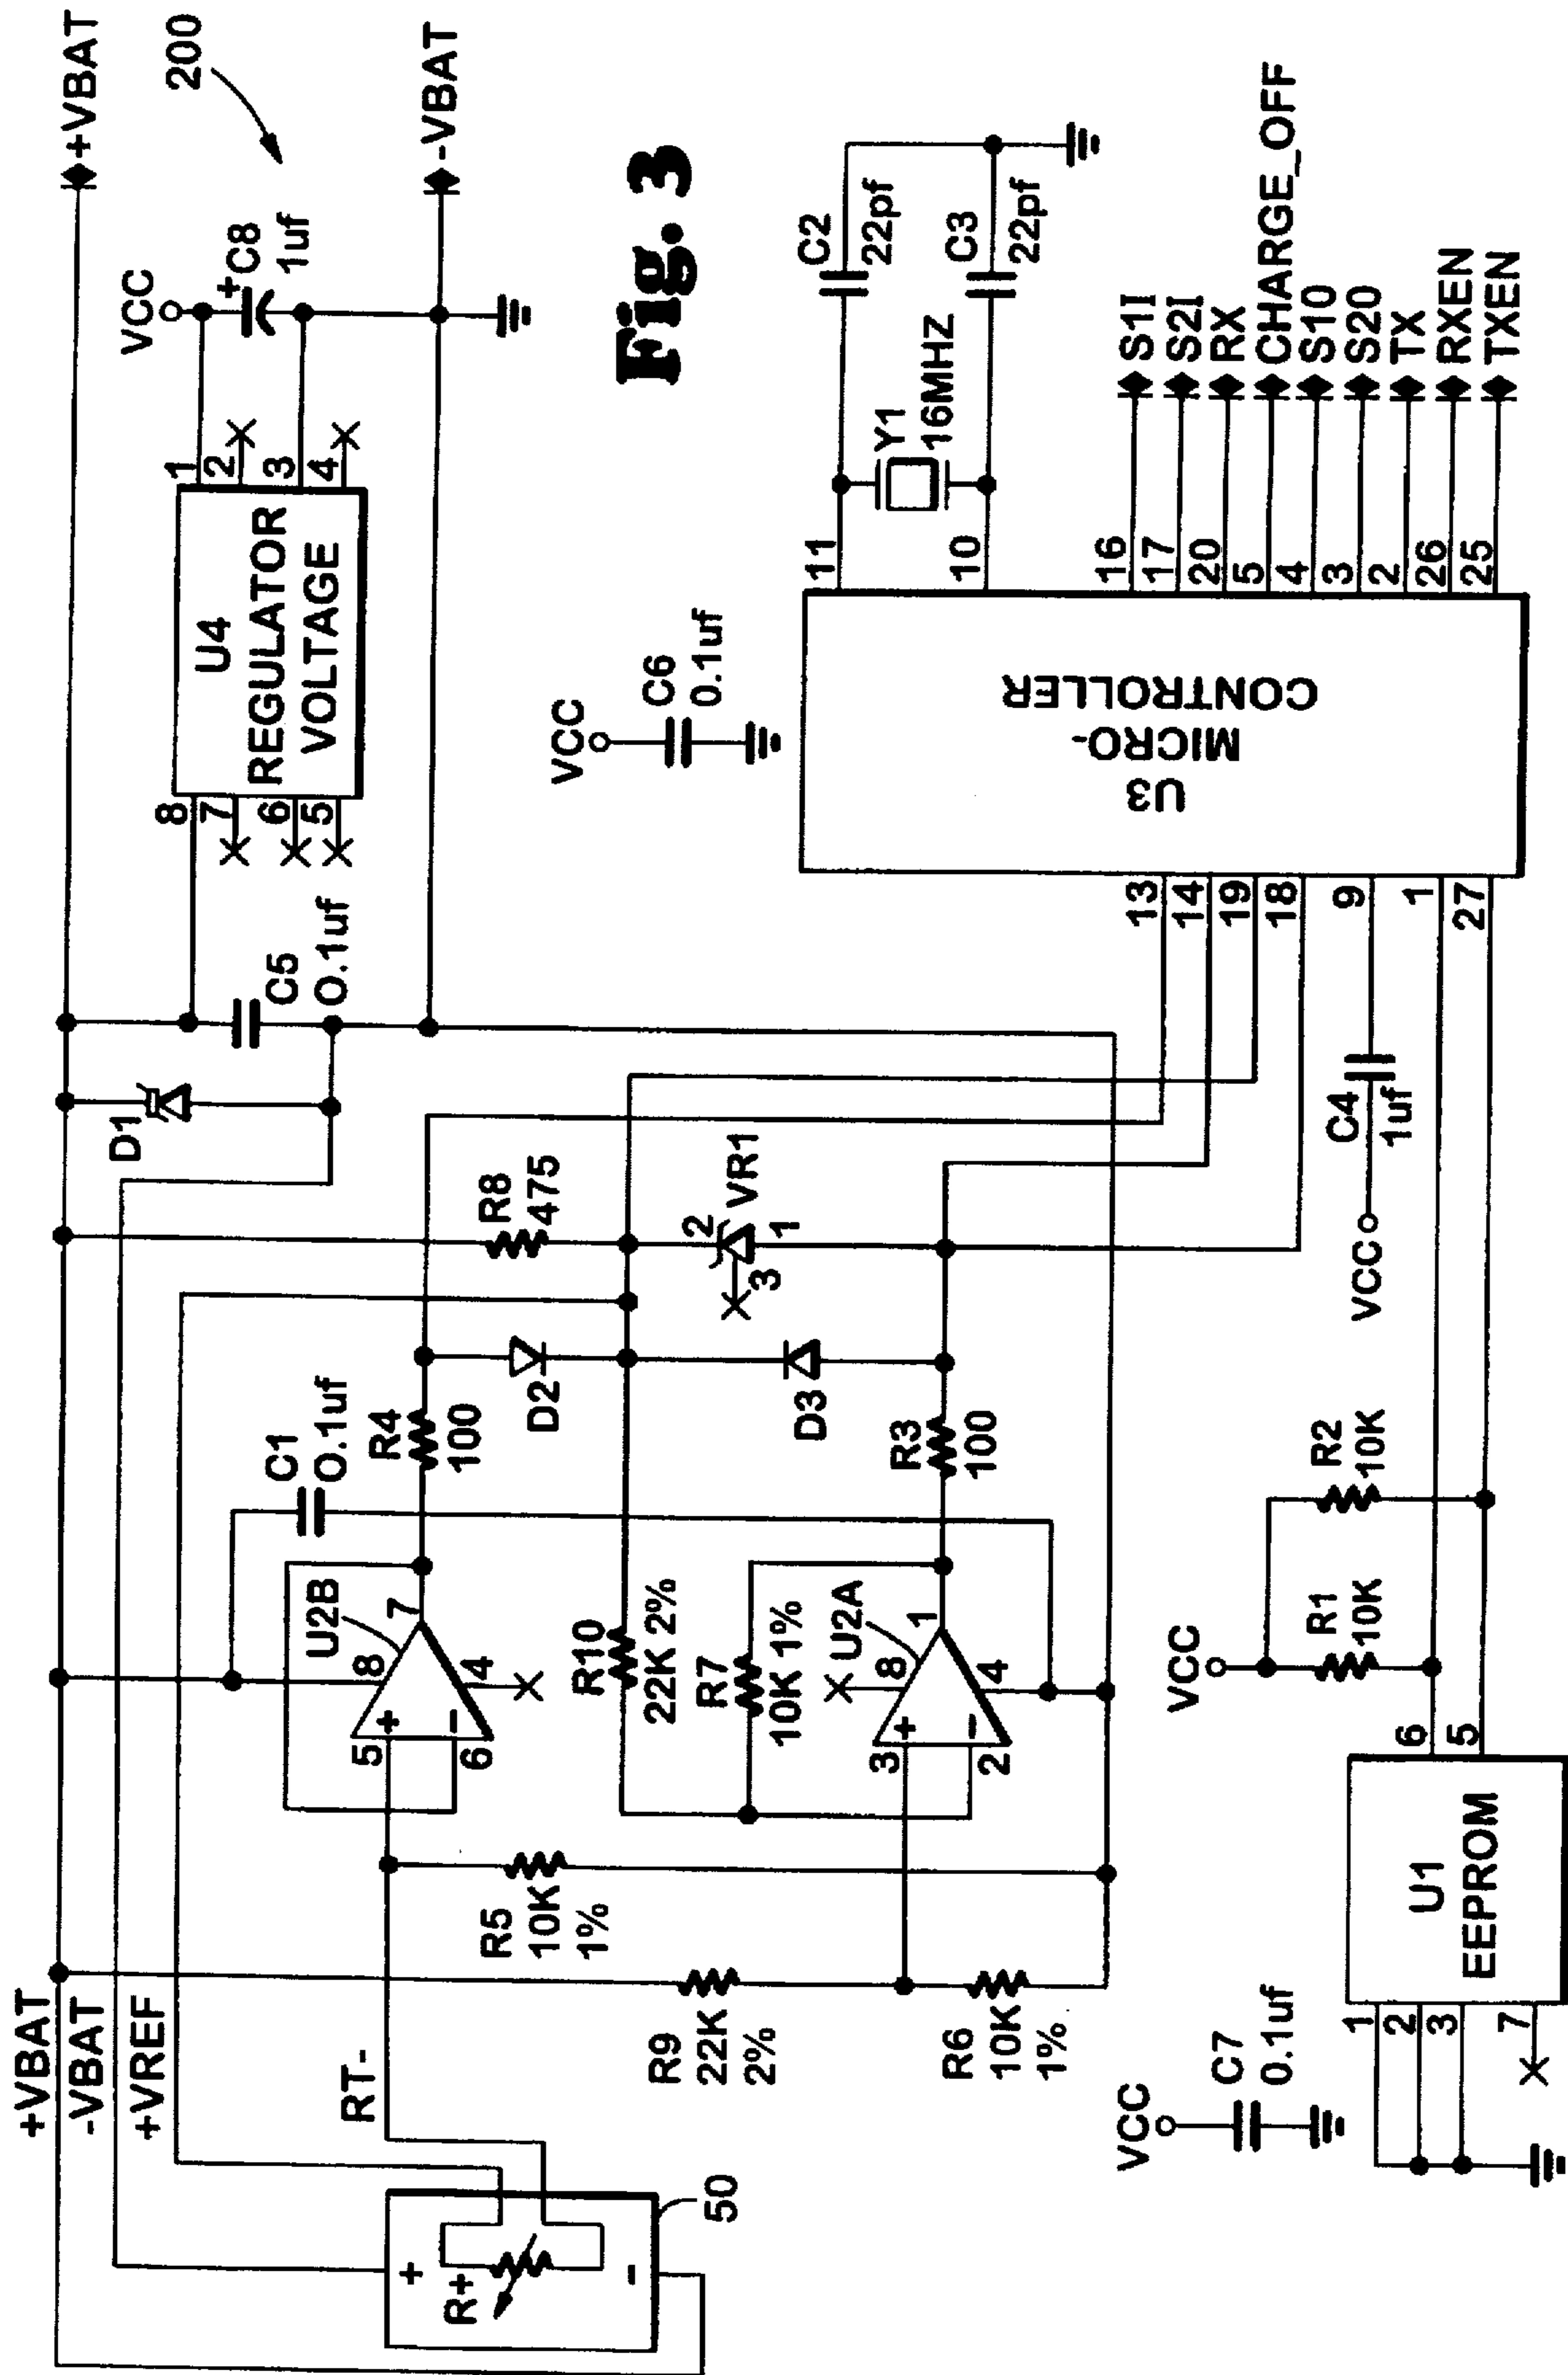 +VBAT
-VBAT
+VREF
+VBAT
200
VCC
+
C8
1uf
-VBAT
U4
REGULATOR
VOLTAGE
1
2
3
4
8
7
6
5
D1
C5
0.1uf
Fig. 3
RT-
R+
+
-
50
R5
10K
1%
R9
22K
2%
R6
10K
1%
5
6
8
4
7
+
-
U2B
C1
0.1uf
R4
100
R10
22K 2%
R7
10K 1%
3
2
8
4
1
+
-
U2A
R3
100
D2
D3
R8
475
VR1
2
1
3
VCC
C6
0.1uf
U3
MICRO-
CONTROLLER
13
14
19
18
9
1
27
11
10
16
17
20
5
4
3
2
26
25
Y1
16MHZ
C2
22pf
C3
22pf
S1I
S2I
RX
CHARGE_OFF
S10
S20
TX
RXEN
TXEN
VCC
C4
1uf
VCC
R1
10K
R2
10K
VCC
C7
0.1uf
U1
EEPROM
1
2
3
7
6
5